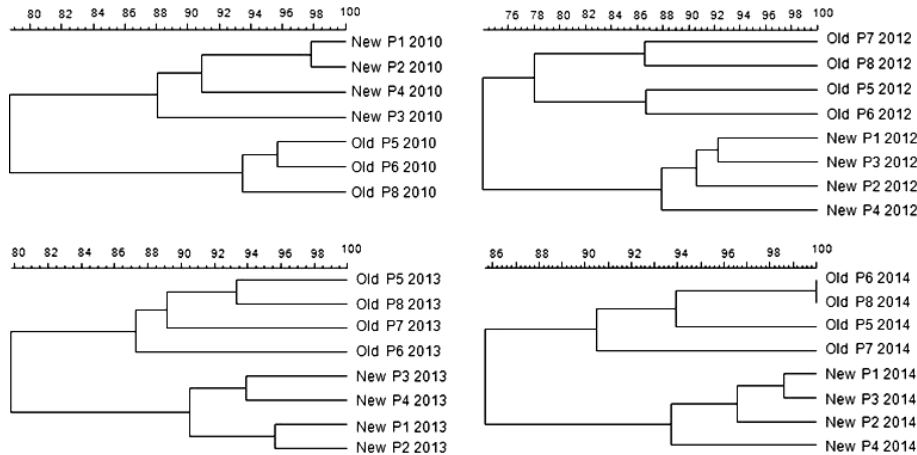 80 82 84 86 88 90 92 94 96 98 100
New P1 2010
New P2 2010
New P4 2010
New P3 2010
Old P5 2010
Old P6 2010
Old P8 2010
76 78 80 82 84 86 88 90 92 94 96 98 100
Old P7 2012
Old P8 2012
Old P5 2012
Old P6 2012
New P1 2012
New P3 2012
New P2 2012
New P4 2012
80 82 84 86 88 90 92 94 96 98 100
Old P5 2013
Old P8 2013
Old P7 2013
Old P6 2013
New P3 2013
New P4 2013
New P1 2013
New P2 2013
86 88 90 92 94 96 98 100
Old P6 2014
Old P8 2014
Old P5 2014
Old P7 2014
New P1 2014
New P3 2014
New P2 2014
New P4 2014